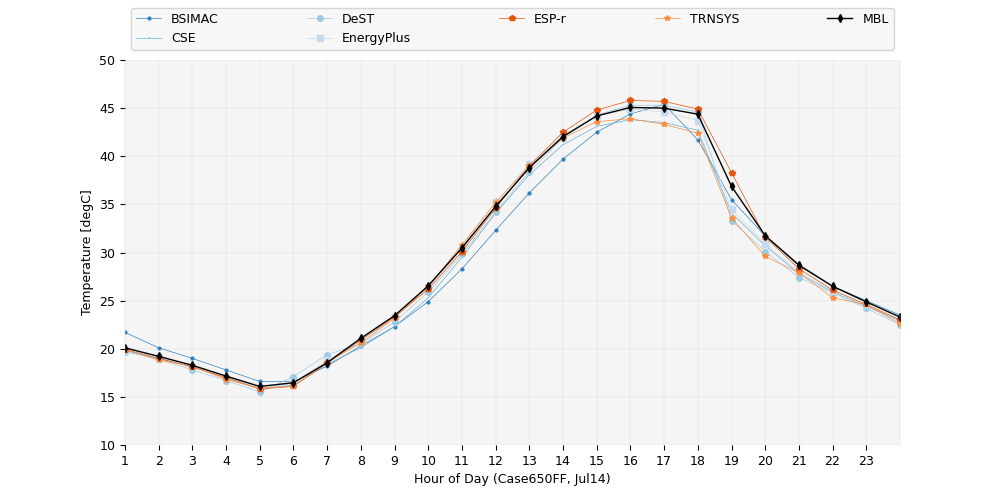 BSIMAC DeST ESP-r TRNSYS MBL
CSE EnergyPlus
50
45
40
35
30
25
20
15
10
Temperature [degC]
1 2 3 4 5 6 7 8 9 10 11 12 13 14 15 16 17 18 19 20 21 22 23
Hour of Day (Case650FF, Jul14)